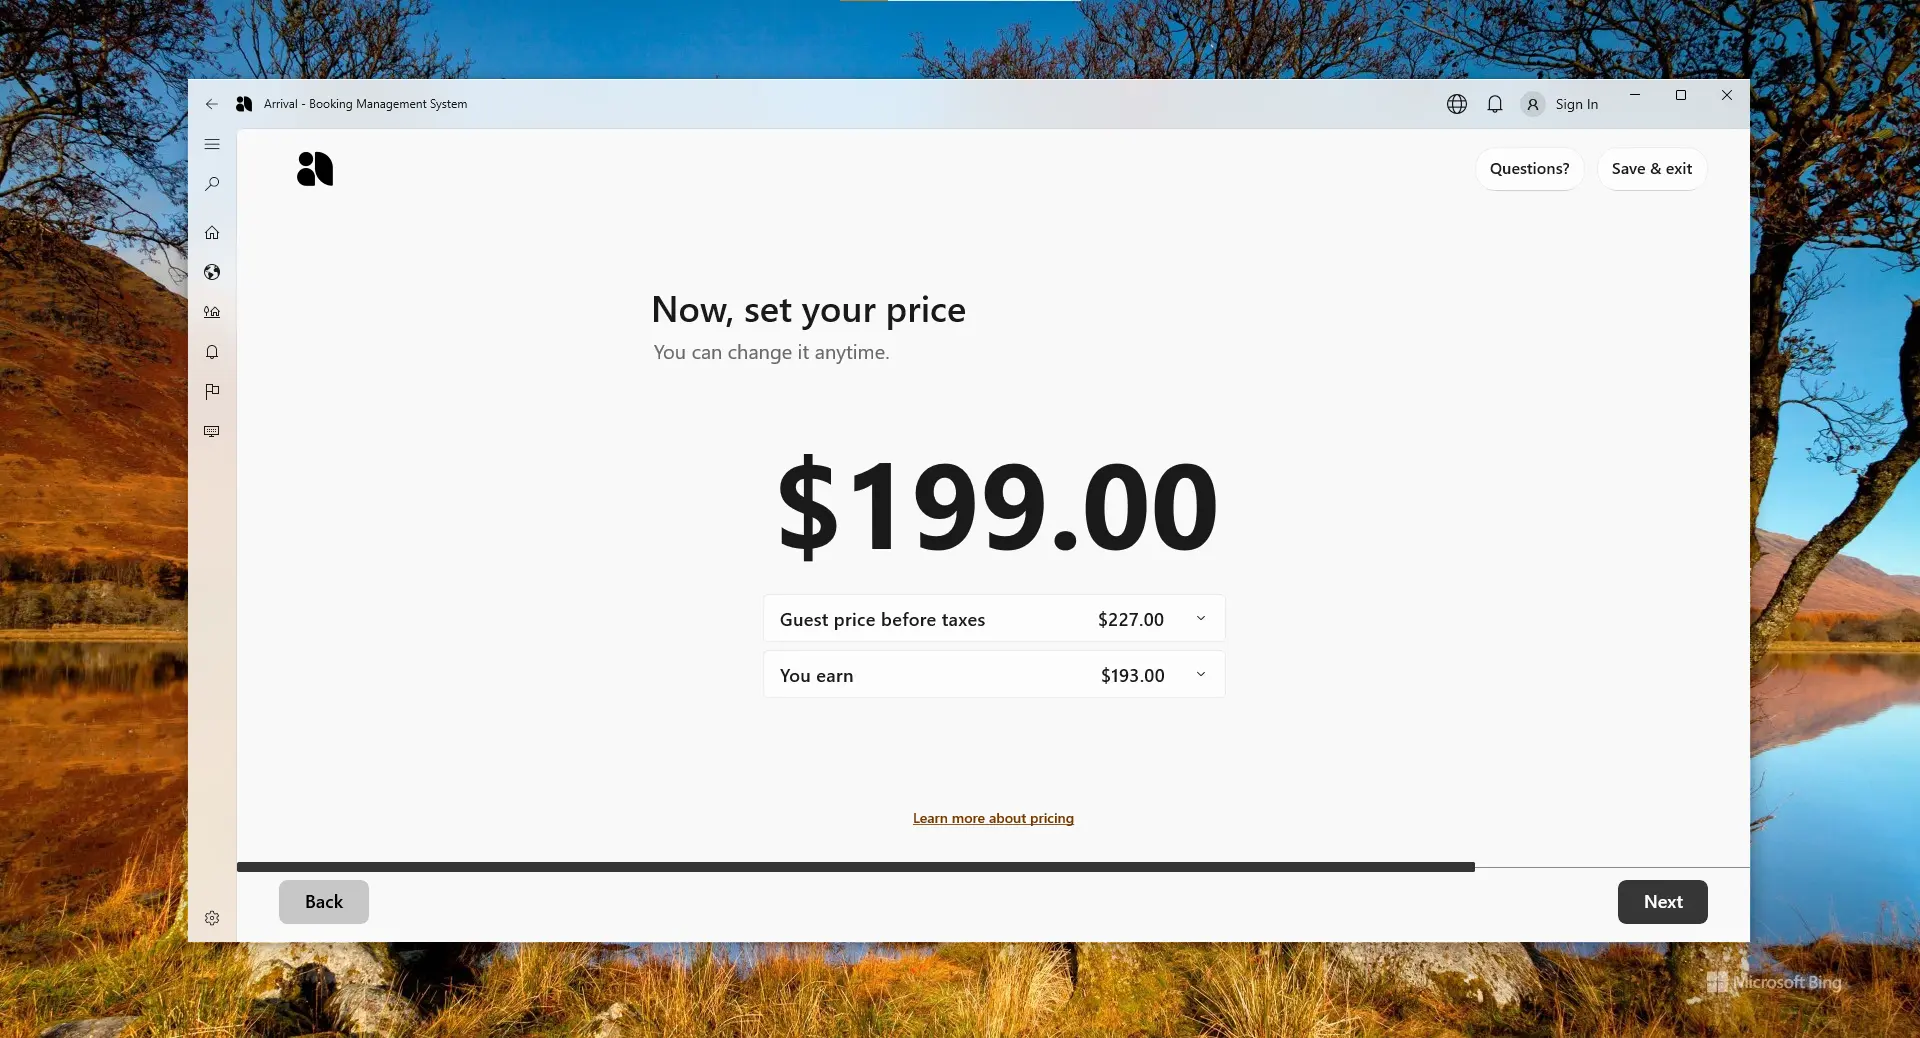 Arrival - Booking Management System
Sign In
Questions?
Save & exit
Now, set your price
You can change it anytime.
$199.00
Guest price before taxes $227.00
You earn $193.00
Learn more about pricing
Back
Next
Microsoft Bing